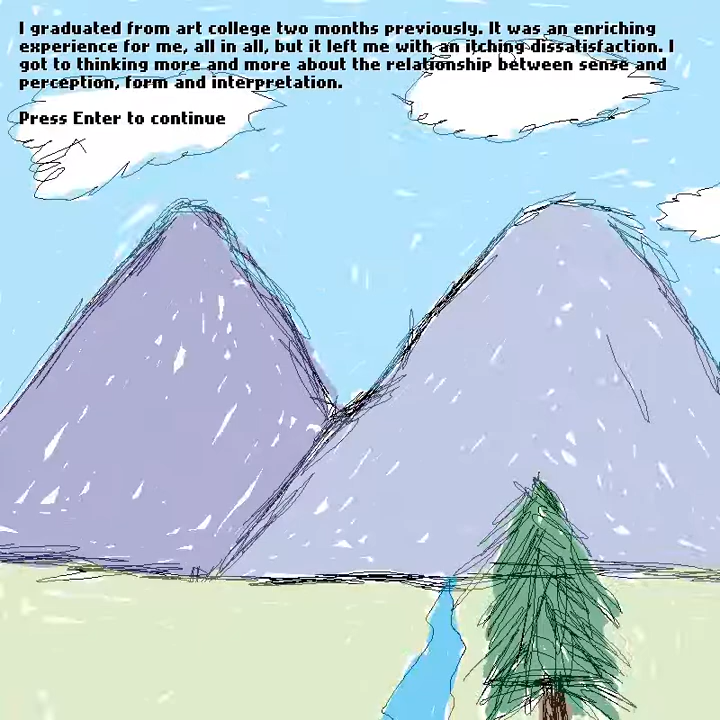 I graduated from art college two months previously. It was an enriching
experience for me, all in all, but it left me with an itching dissatisfaction. I
got to thinking more and more about the relationship between sense and
perception, form and interpretation.
Press Enter to continue